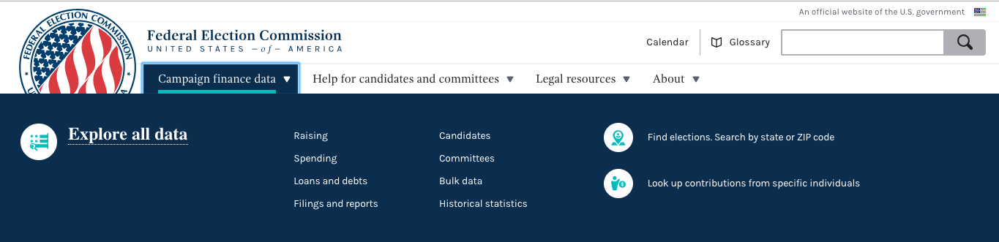 An official website of the U.S. government
FEDERAL ELECTION COMMISSION
Federal Election Commission
UNITED STATES —of— AMERICA
Calendar
Glossary
Campaign finance data
Help for candidates and committees
Legal resources
About
Explore all data
Raising
Spending
Loans and debts
Filings and reports
Candidates
Committees
Bulk data
Historical statistics
Find elections. Search by state or ZIP code
Look up contributions from specific individuals